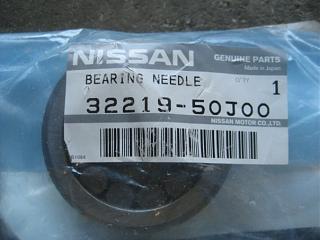 NISSAN
GENUINE PARTS
Made in Japan
BEARING NEEDLE
Q'TY
32219-50J00
1
NISSAN MOTOR CO.,LTD.